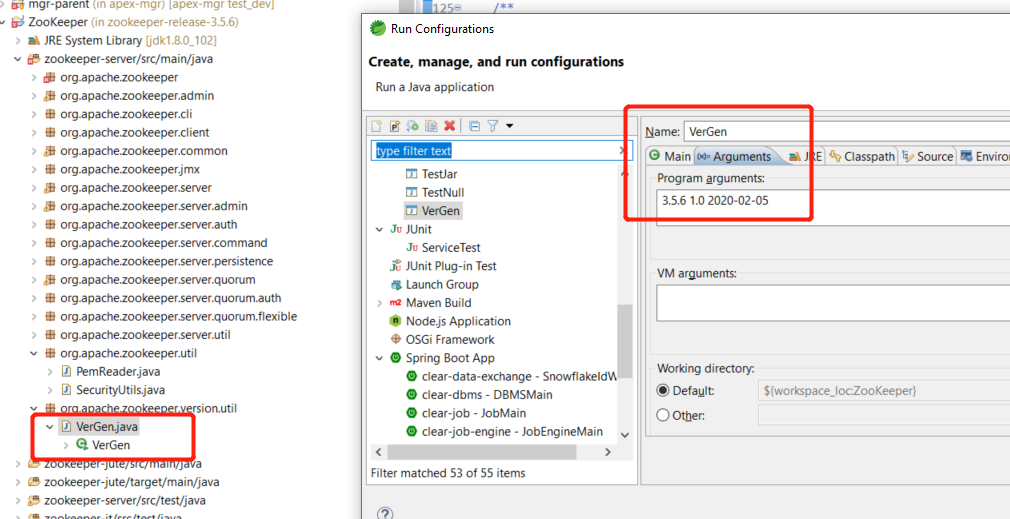 mgr-parent (in apex-mgr) [apex-mgr test_dev]
ZooKeeper (in zookeeper-release-3.5.6)
JRE System Library [jdk1.8.0_102]
zookeeper-server/src/main/java
org.apache.zookeeper
org.apache.zookeeper.admin
org.apache.zookeeper.cli
org.apache.zookeeper.client
org.apache.zookeeper.common
org.apache.zookeeper.jmx
org.apache.zookeeper.server
org.apache.zookeeper.server.admin
org.apache.zookeeper.server.auth
org.apache.zookeeper.server.command
org.apache.zookeeper.server.persistence
org.apache.zookeeper.server.quorum
org.apache.zookeeper.server.quorum.auth
org.apache.zookeeper.server.quorum.flexible
org.apache.zookeeper.server.util
org.apache.zookeeper.util
PemReader.java
SecurityUtils.java
org.apache.zookeeper.version.util
VerGen.java
VerGen
zookeeper-jute/src/main/java
zookeeper-jute/target/main/java
zookeeper-server/src/test/java
zookeeper-it/src/test/java
125 /**
Run Configurations
Create, manage, and run configurations
Run a Java application
type filter text
TestJar
TestNull
VerGen
JUnit
ServiceTest
JUnit Plug-in Test
Launch Group
Maven Build
Node.js Application
OSGi Framework
Spring Boot App
clear-data-exchange - SnowflakeIdW
clear-dbms - DBMSMain
clear-job - JobMain
clear-job-engine - JobEngineMain
Filter matched 53 of 55 items
Name: VerGen
Main Arguments JRE Classpath Source Enviro
Program arguments:
3.5.6 1.0 2020-02-05
VM arguments:
Working directory:
Default: ${workspace_loc:ZooKeeper}
Other: